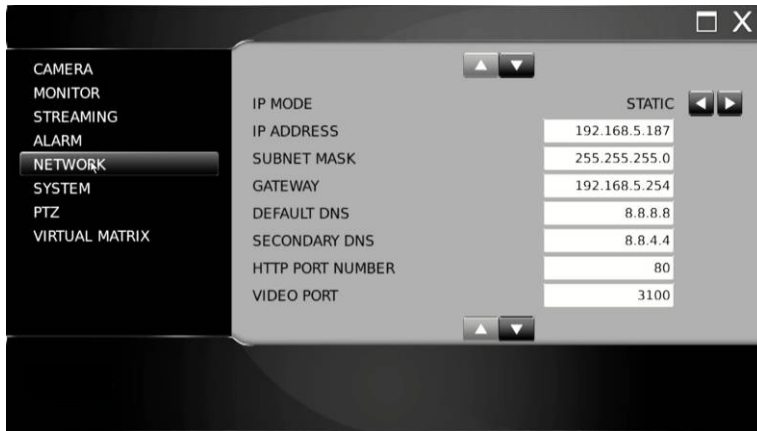 X
CAMERA
MONITOR
STREAMING
ALARM
NETWORK
SYSTEM
PTZ
VIRTUAL MATRIX
IP MODE STATIC
IP ADDRESS 192.168.5.187
SUBNET MASK 255.255.255.0
GATEWAY 192.168.5.254
DEFAULT DNS 8.8.8.8
SECONDARY DNS 8.8.4.4
HTTP PORT NUMBER 80
VIDEO PORT 3100